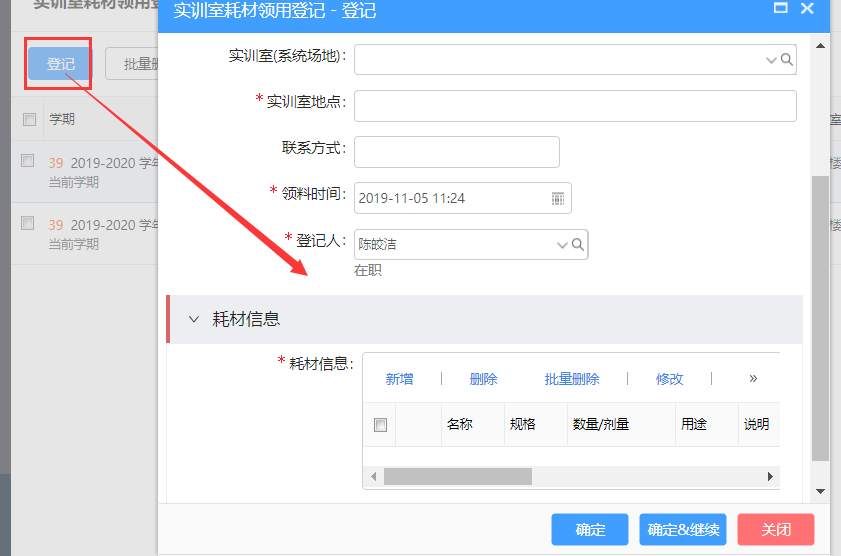 实训室耗材领用登
实训室耗材领用登记 - 登记
登记
批量删
学期
39 2019-2020 学年
当前学期
39 2019-2020 学年
当前学期
室
楼
楼
实训室(系统场地):
* 实训室地点:
联系方式:
* 领料时间: 2019-11-05 11:24
* 登记人: 陈皎洁
在职
耗材信息
* 耗材信息:
新增 | 删除 批量删除 | 修改 | »
名称 规格 数量/剂量 用途 说明
确定 确定&继续 关闭